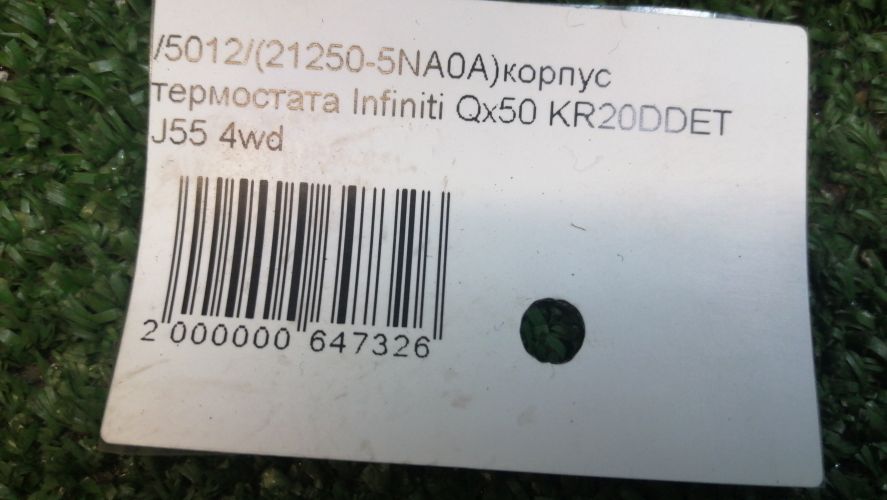 /5012/(21250-5NA0A)корпус
термостата Infiniti Qx50 KR20DDET
J55 4wd
2 000000 647326